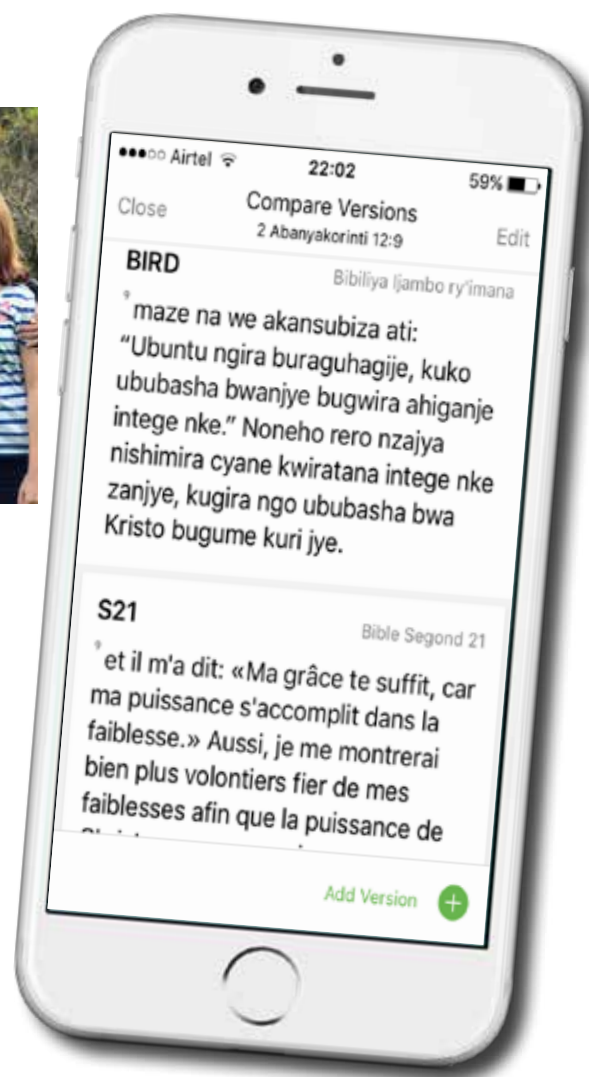 Airtel 22:02 59%
Close Compare Versions Edit
2 Abanyakorinti 12:9
BIRD Bibiliya Ijambo ry'imana
9 maze na we akansubiza ati:
“Ubuntu ngira buraguhagije, kuko
ububasha bwanjye bugwira ahiganje
intege nke.” Noneho rero nzajya
nishimira cyane kwiratana intege nke
zanjye, kugira ngo ububasha bwa
Kristo bugume kuri jye.
S21 Bible Segond 21
9 et il m'a dit: «Ma grâce te suffit, car
ma puissance s'accomplit dans la
faiblesse.» Aussi, je me montrerai
bien plus volontiers fier de mes
faiblesses afin que la puissance de
Add Version